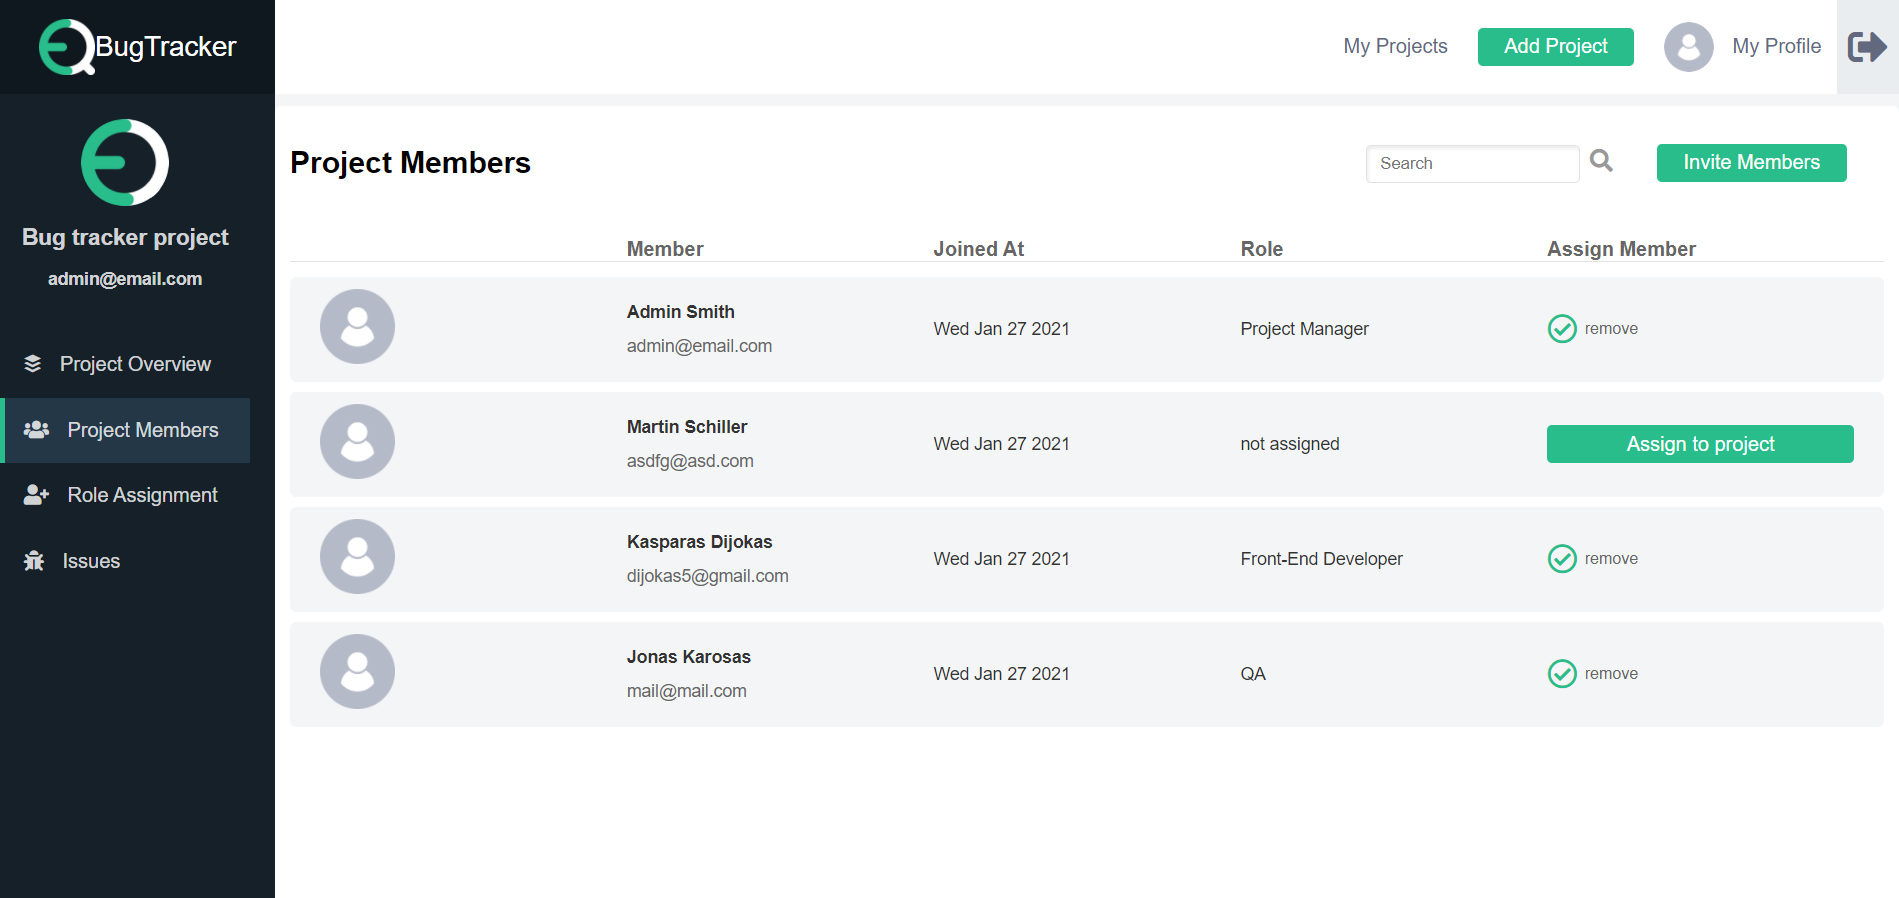 BugTracker
My Projects
Add Project
My Profile
Bug tracker project
admin@email.com
Project Overview
Project Members
Role Assignment
Issues
Project Members
Search
Invite Members
Member Joined At Role Assign Member
Admin Smith
admin@email.com
Wed Jan 27 2021
Project Manager
remove
Martin Schiller
asdfg@asd.com
Wed Jan 27 2021
not assigned
Assign to project
Kasparas Dijokas
dijokas5@gmail.com
Wed Jan 27 2021
Front-End Developer
remove
Jonas Karosas
mail@mail.com
Wed Jan 27 2021
QA
remove